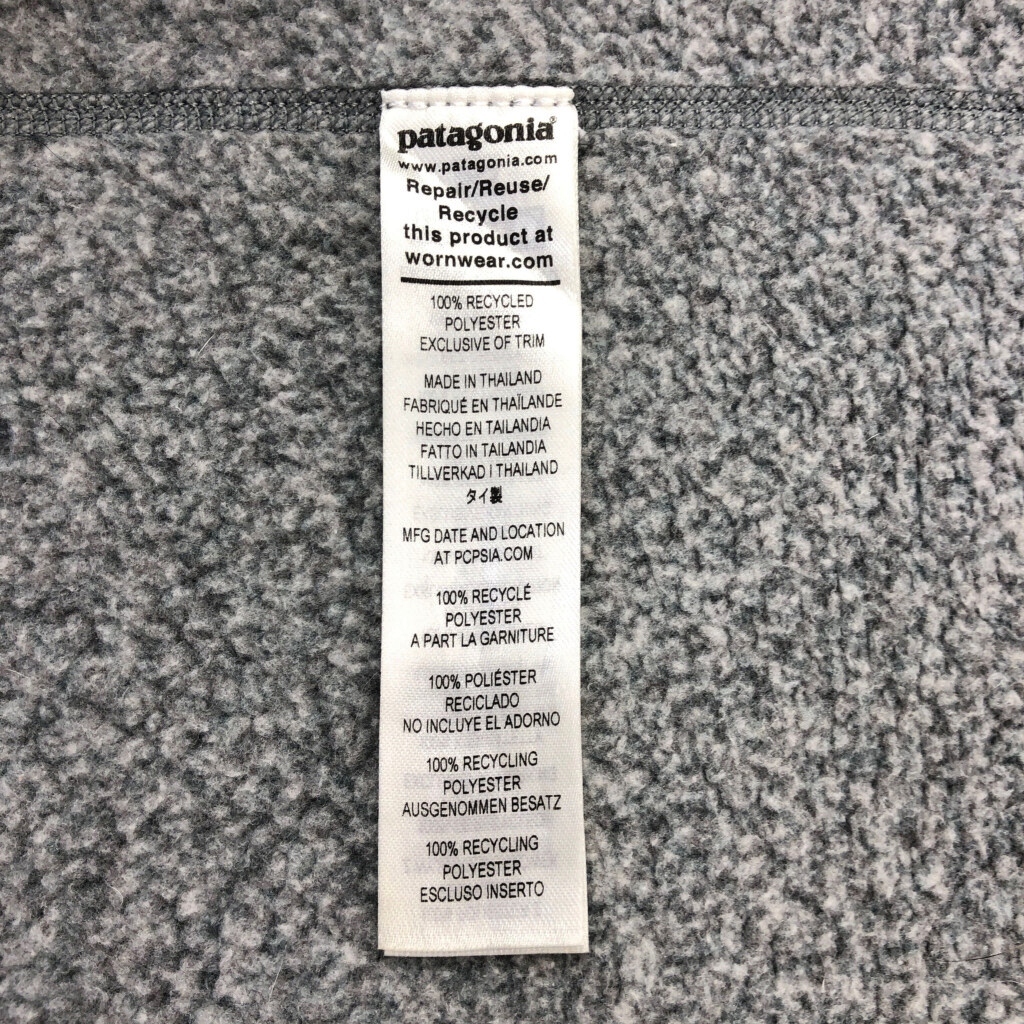 patagonia®
www.patagonia.com
Repair/Reuse/
Recycle
this product at
wornwear.com
100% RECYCLED
POLYESTER
EXCLUSIVE OF TRIM
MADE IN THAILAND
FABRIQUÉ EN THAÏLANDE
HECHO EN TAILANDIA
FATTO IN TAILANDIA
TILLVERKAD I THAILAND
タイ製
MFG DATE AND LOCATION
AT PCPSIA.COM
100% RECYCLÉ
POLYESTER
A PART LA GARNITURE
100% POLIÉSTER
RECICLADO
NO INCLUYE EL ADORNO
100% RECYCLING
POLYESTER
AUSGENOMMEN BESATZ
100% RECYCLING
POLYESTER
ESCLUSO INSERTO